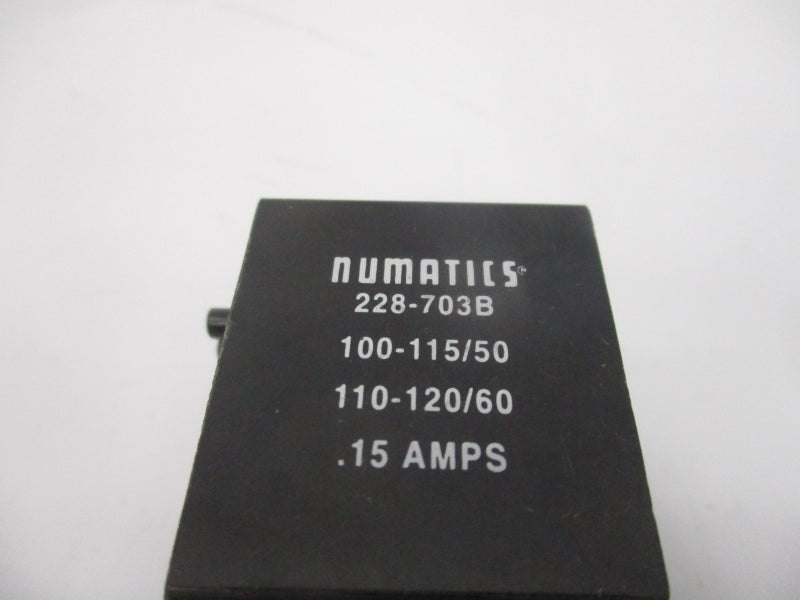 NUMATICS®
228-703B
100-115/50
110-120/60
.15 AMPS